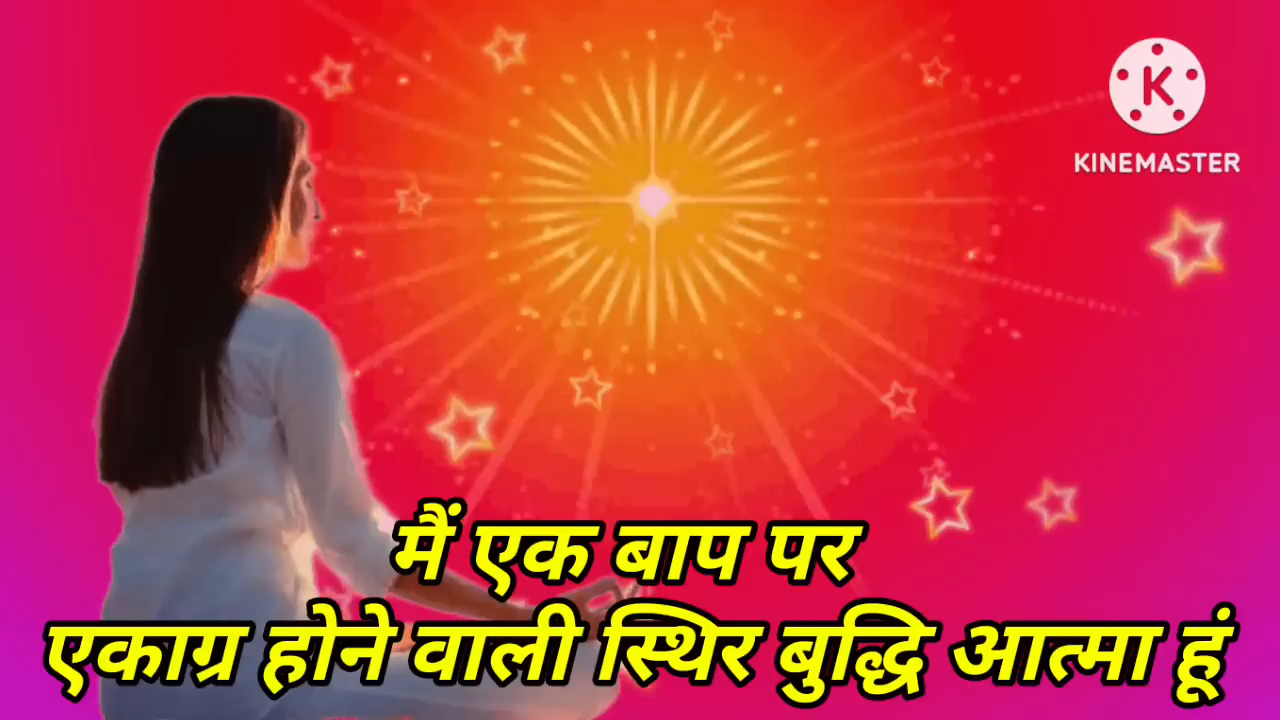 KINEMASTER
मैं एक बाप पर
एकाग्र होने वाली स्थिर बुद्धि आत्मा हूं